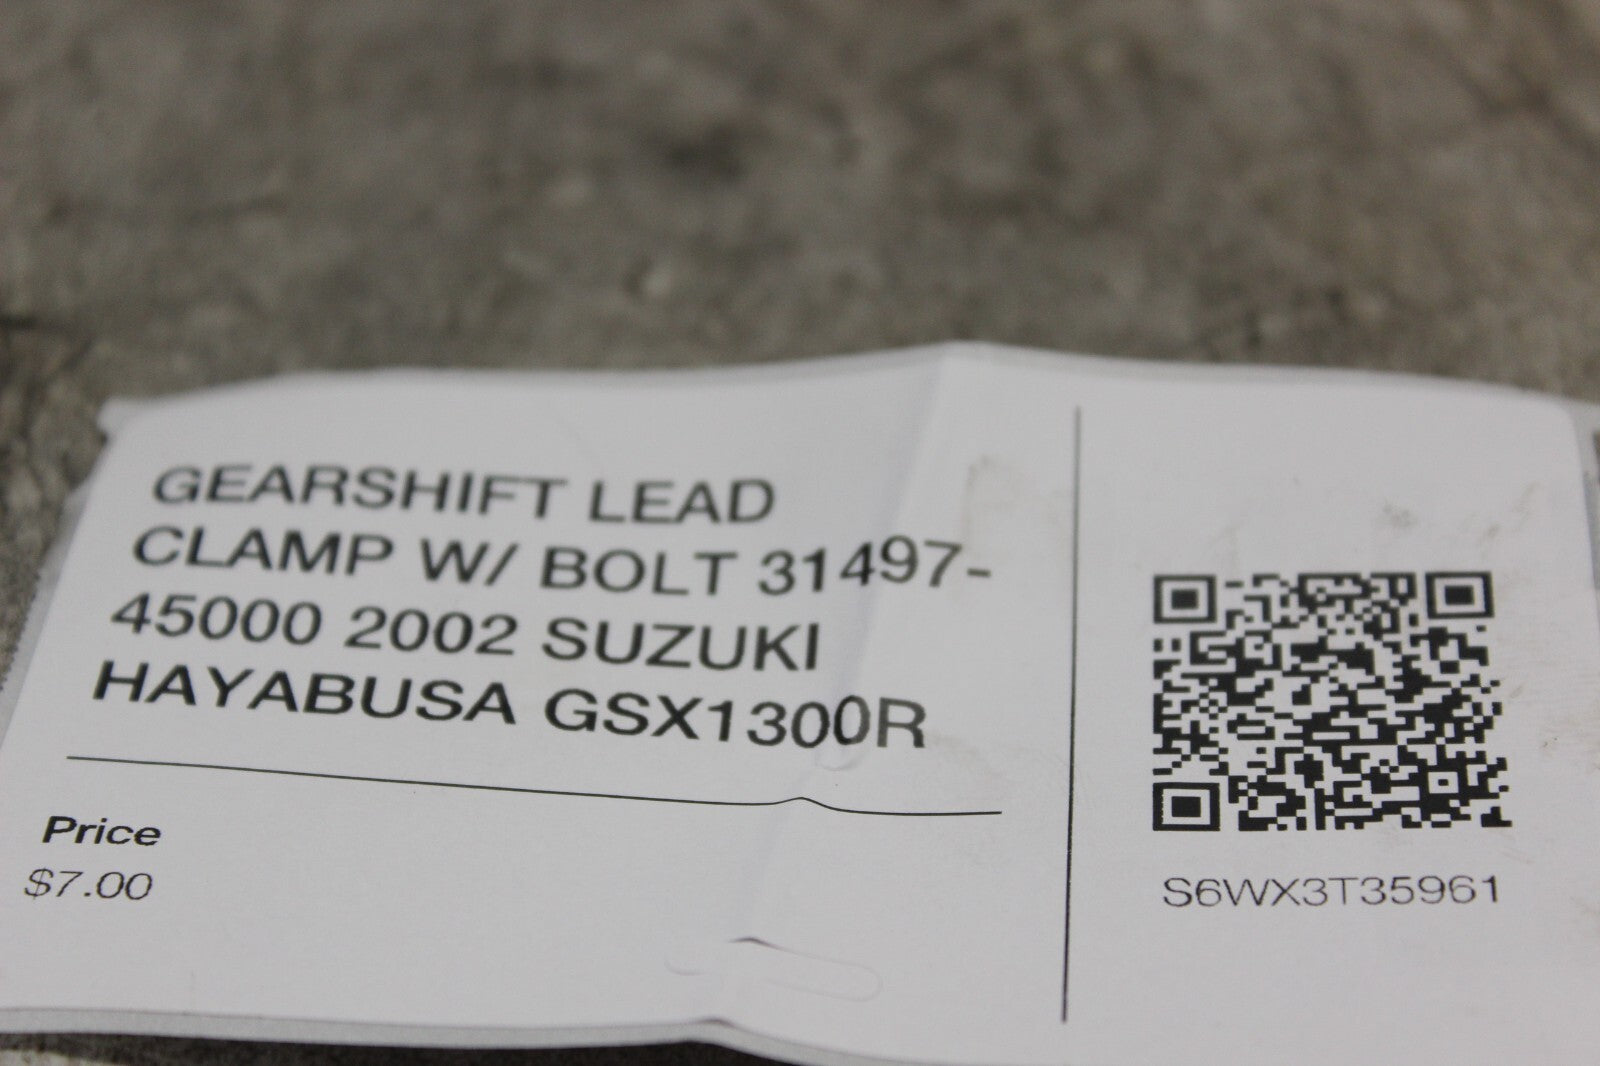 GEARSHIFT LEAD
CLAMP W/ BOLT 31497-
45000 2002 SUZUKI
HAYABUSA GSX1300R
Price
$7.00
S6WX3T35961